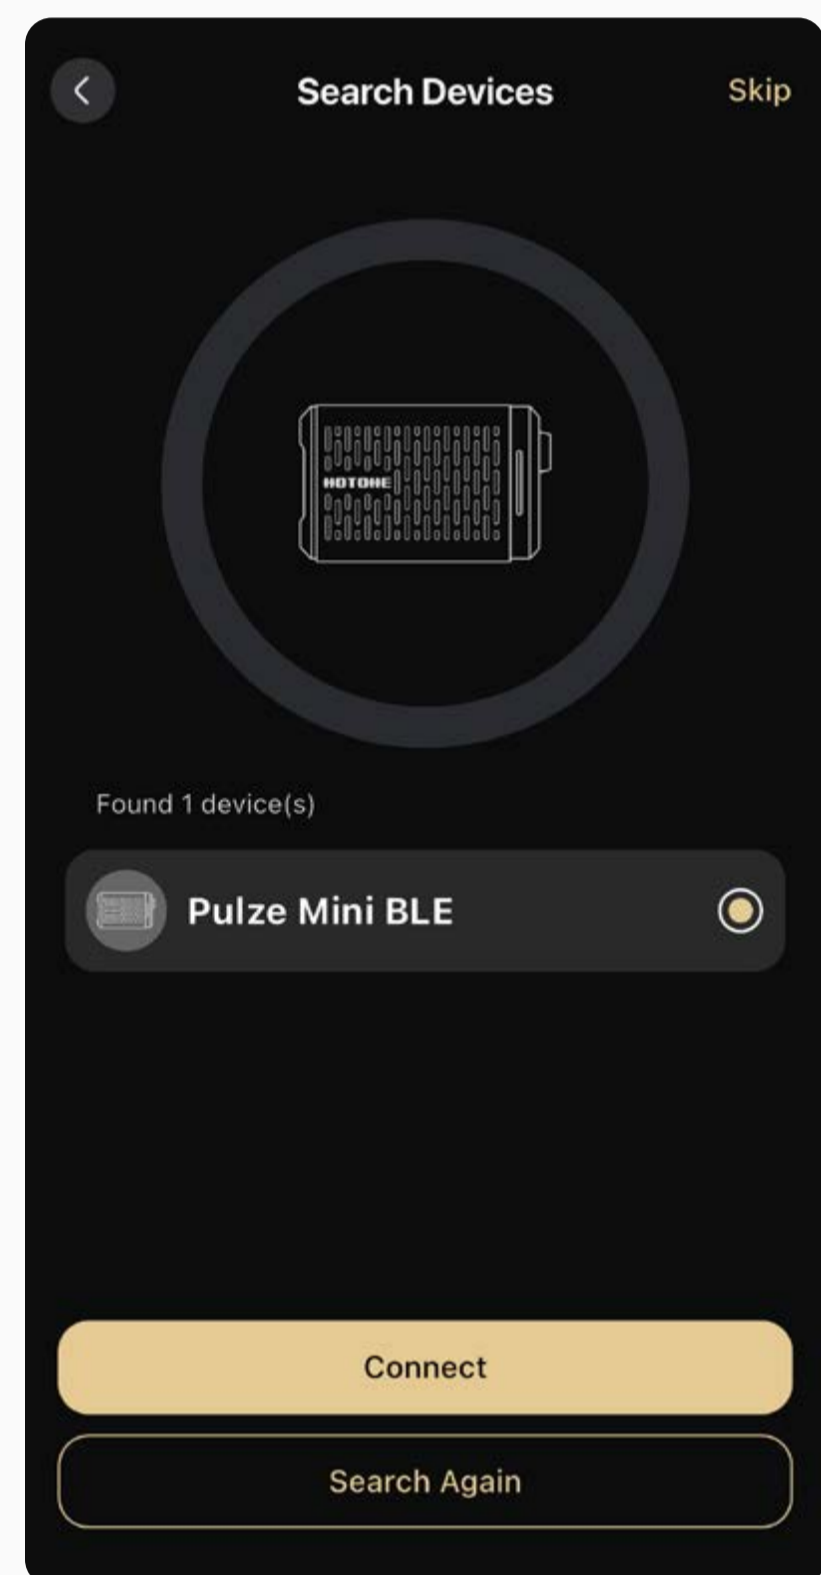 Search Devices
Skip
HOTONE
Found 1 device(s)
Pulze Mini BLE
Connect
Search Again